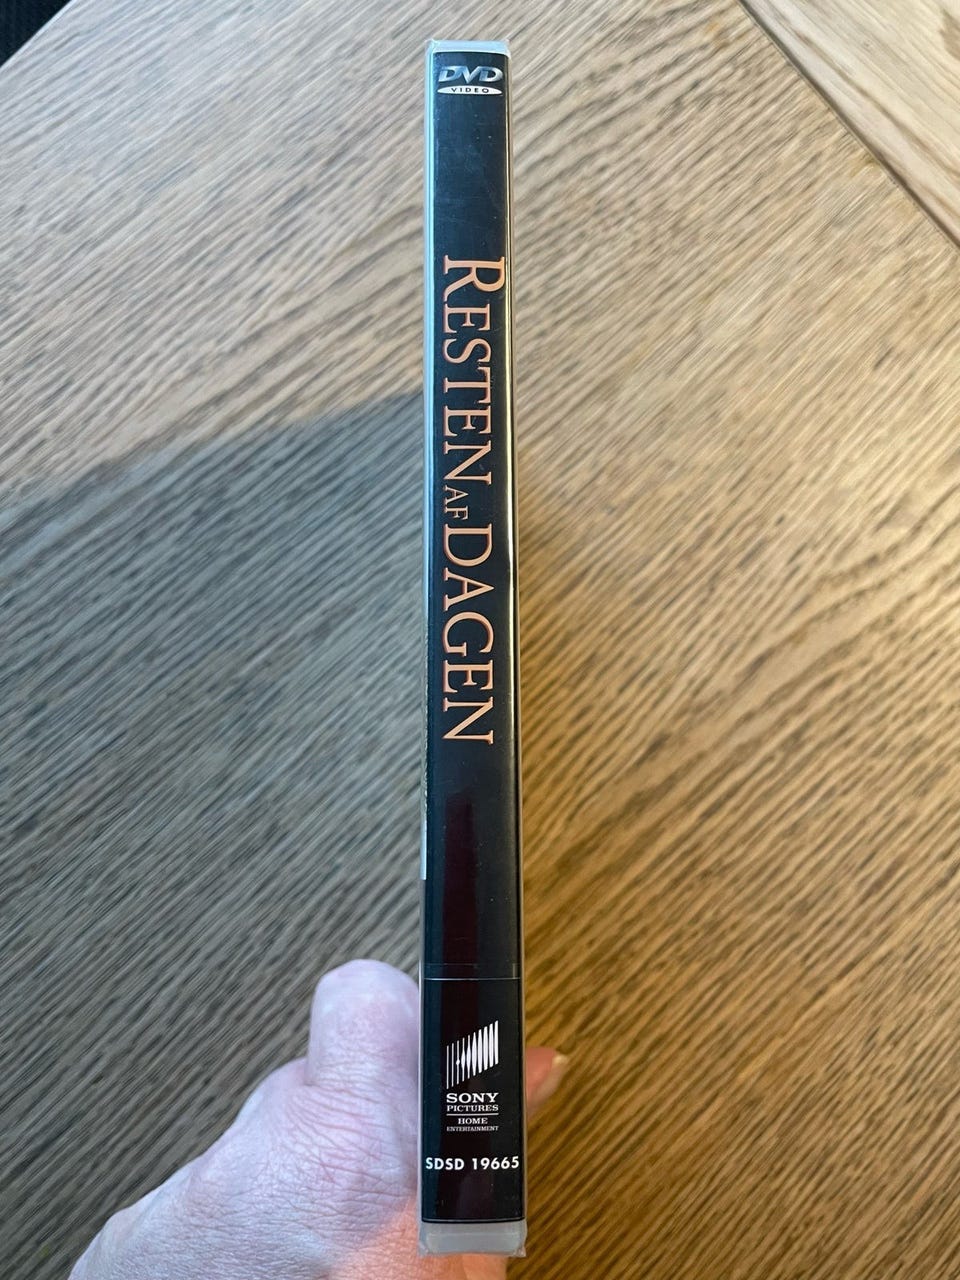 DVD
VIDEO
RESTEN AF DAGEN
SONY
PICTURES
HOME
ENTERTAINMENT
SDSD 19665